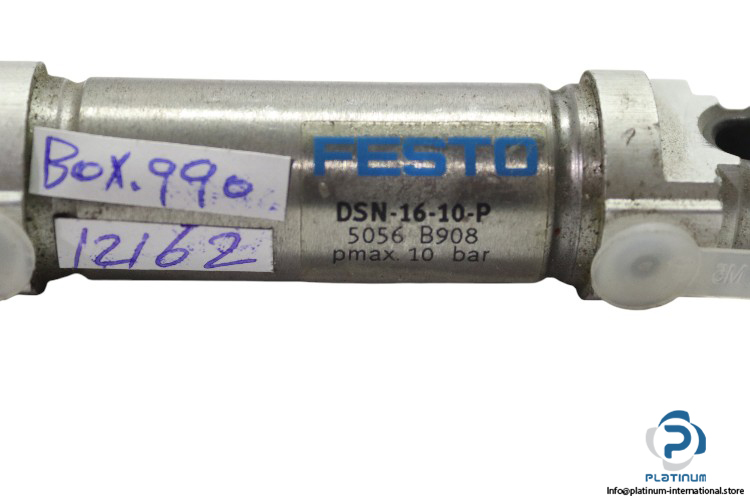 BOX.990
12162
FESTO
DSN-16-10-P
5056 B908
pmax. 10 bar
PLATINUM
Info@platinum-international.store